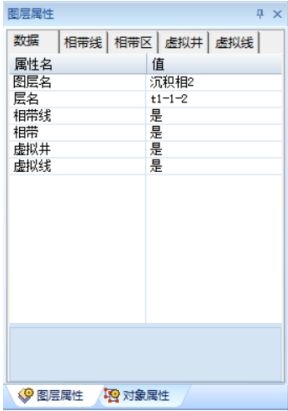 图层属性
数据 相带线 相带区 虚拟井 虚拟线
属性名 值
图层名 沉积相2
层名 t1-1-2
相带线 是
相带 是
虚拟井 是
虚拟线 是
图层属性 对象属性